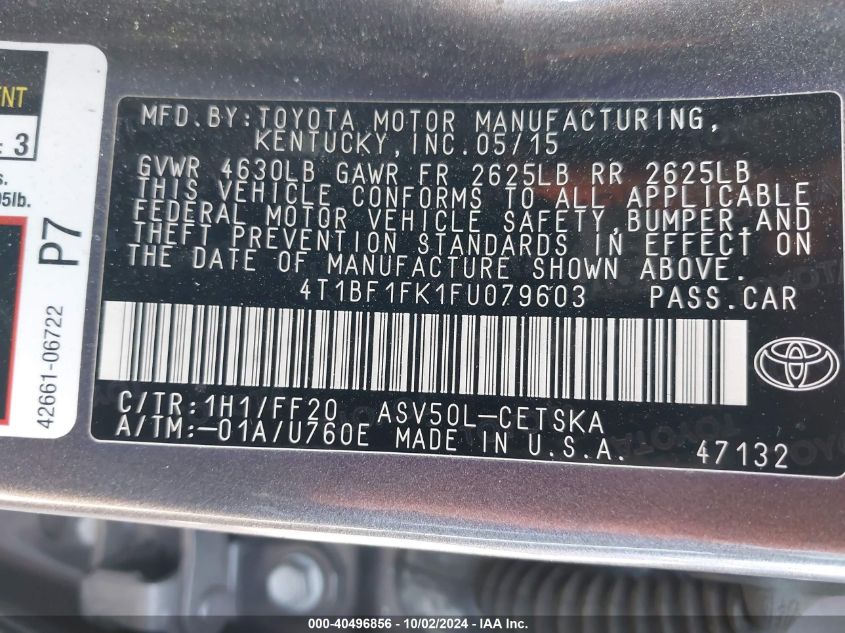 MFD.BY:TOYOTA MOTOR MANUFACTURING,
KENTUCKY,INC.05/15
GVWR 4630LB GAWR FR 2625LB RR 2625LB
THIS VEHICLE CONFORMS TO ALL APPLICABLE
FEDERAL MOTOR VEHICLE SAFETY,BUMPER,AND
THEFT PREVENTION STANDARDS IN EFFECT ON
THE DATE OF MANUFACTURE SHOWN ABOVE.
4T1BF1FK1FU079603 PASS.CAR
C/TR:1H1/FF20 ASV50L-CETSKA
A/TM:-01A/U760E MADE IN U.S.A. 47132
3
42661-06722 P7
000-40496856 - 10/02/2024 - IAA Inc.